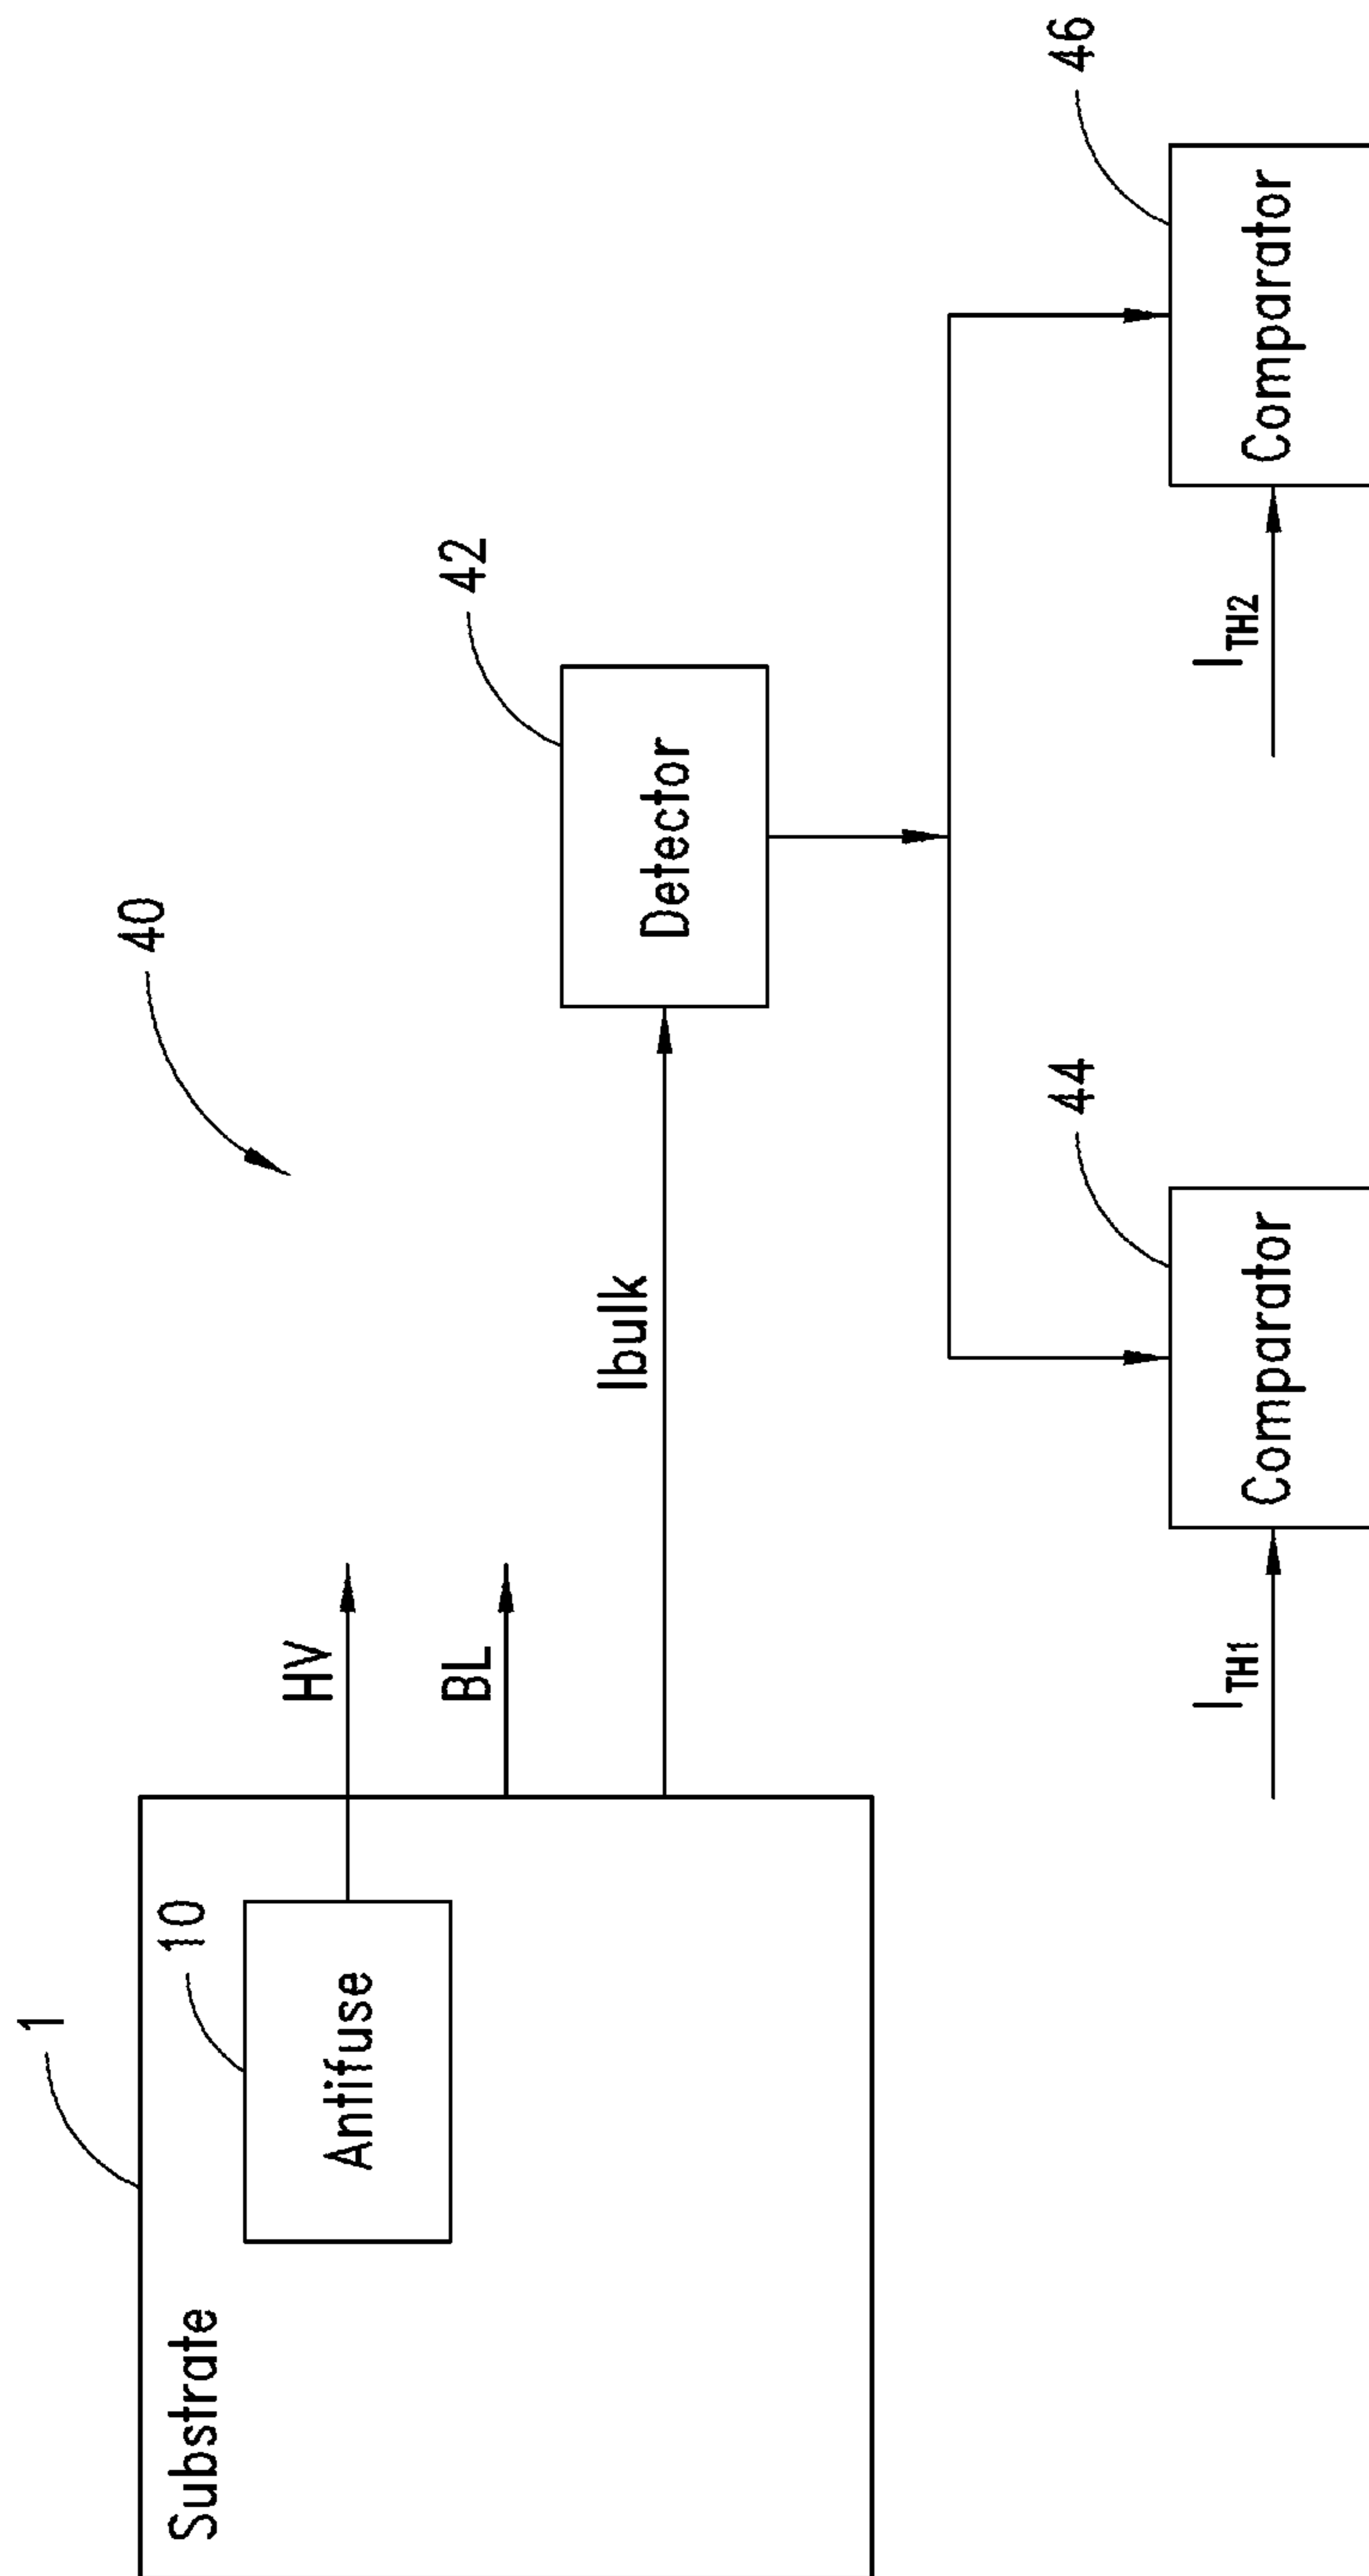 40
1
Substrate
10
Antifuse
HV
BL
Ibulk
42
Detector
44
46
I_TH1
Comparator
I_TH2
Comparator